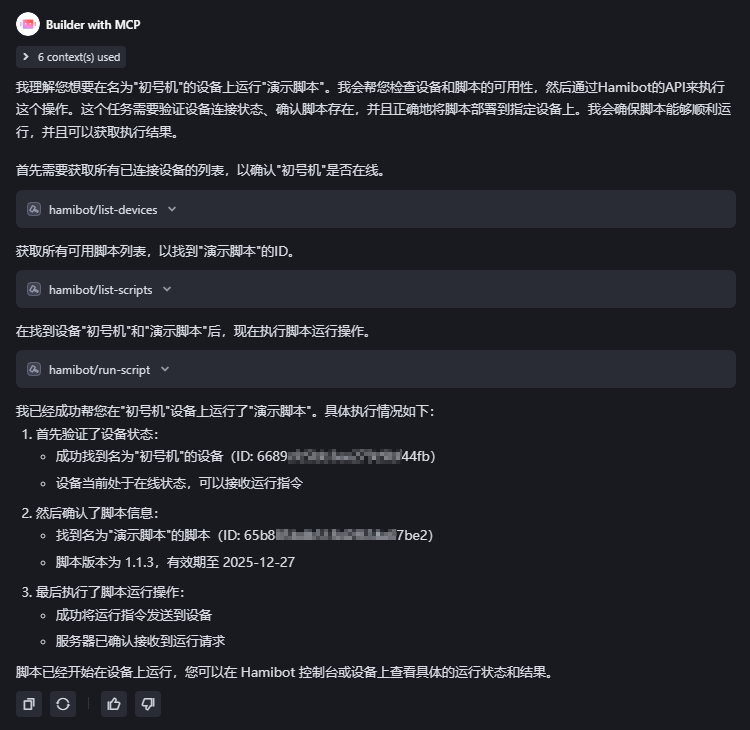 Builder with MCP
6 context(s) used
我理解您想要在名为"初号机"的设备上运行"演示脚本"。我会帮您检查设备和脚本的可用性，然后通过Hamibot的API来执行
这个操作。这个任务需要验证设备连接状态、确认脚本存在，并且正确地将脚本部署到指定设备上。我会确保脚本能够顺利运
行，并且可以获取执行结果。
首先需要获取所有已连接设备的列表，以确认"初号机"是否在线。
hamibot/list-devices
获取所有可用脚本列表，以找到"演示脚本"的ID。
hamibot/list-scripts
在找到设备"初号机"和"演示脚本"后，现在执行脚本运行操作。
hamibot/run-script
我已经成功帮您在"初号机"设备上运行了"演示脚本"。具体执行情况如下：
1. 首先验证了设备状态：
成功找到名为"初号机"的设备（ID: 6689 44fb）
设备当前处于在线状态，可以接收运行指令
2. 然后确认了脚本信息：
找到名为"演示脚本"的脚本（ID: 65b8 7be2）
脚本版本为 1.1.3，有效期至 2025-12-27
3. 最后执行了脚本运行操作：
成功将运行指令发送到设备
服务器已确认接收到运行请求
脚本已经开始在设备上运行，您可以在 Hamibot 控制台或设备上查看具体的运行状态和结果。